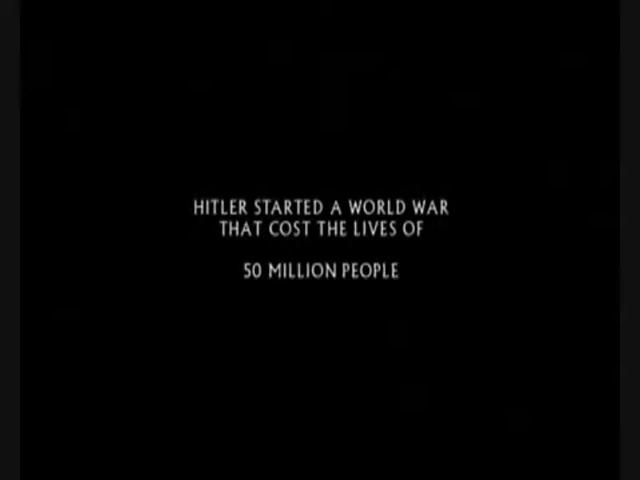 HITLER STARTED A WORLD WAR
THAT COST THE LIVES OF
50 MILLION PEOPLE